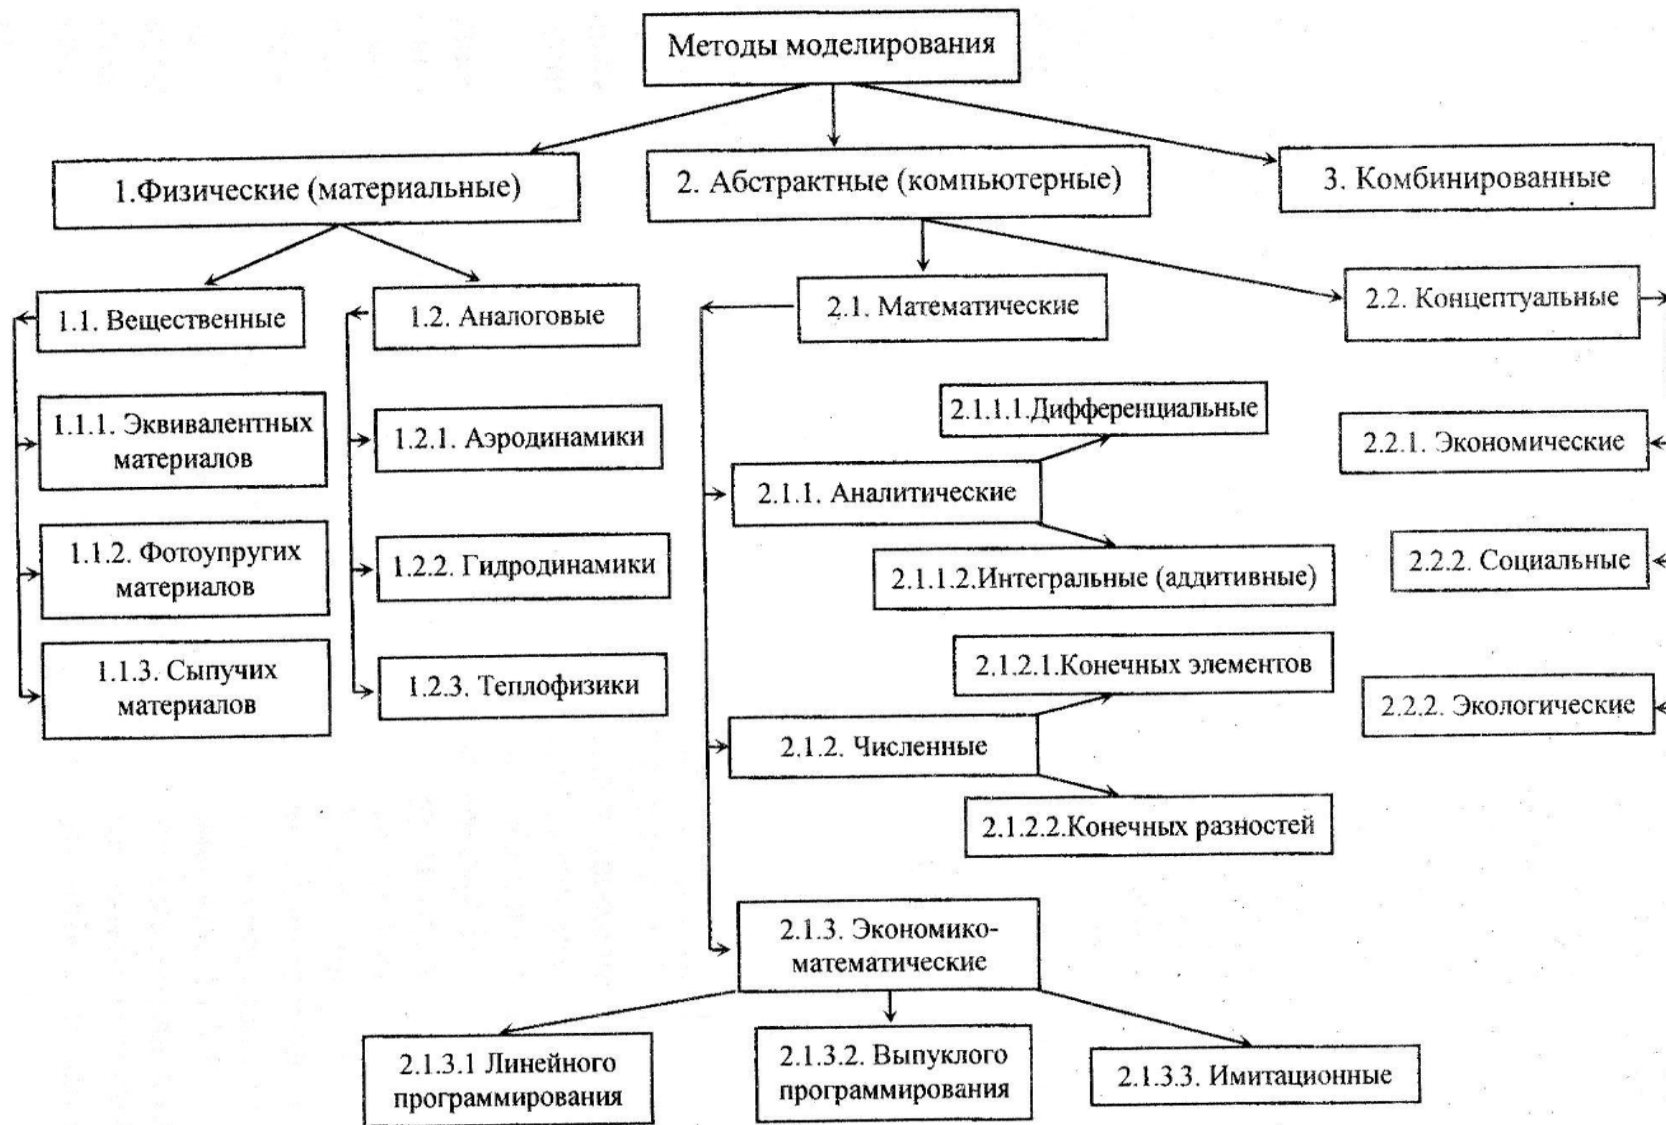 Методы моделирования
1.Физические (материальные)
2. Абстрактные (компьютерные)
3. Комбинированные
1.1. Вещественные
1.2. Аналоговые
2.1. Математические
2.2. Концептуальные
1.1.1. Эквивалентных
материалов
1.2.1. Аэродинамики
2.1.1.1.Дифференциальные
2.2.1. Экономические
2.1.1. Аналитические
1.1.2. Фотоупругих
материалов
1.2.2. Гидродинамики
2.1.1.2.Интегральные (аддитивные)
2.2.2. Социальные
1.1.3. Сыпучих
материалов
1.2.3. Теплофизики
2.1.2.1.Конечных элементов
2.2.2. Экологические
2.1.2. Численные
2.1.2.2.Конечных разностей
2.1.3. Экономико-
математические
2.1.3.1 Линейного
программирования
2.1.3.2. Выпуклого
программирования
2.1.3.3. Имитационные